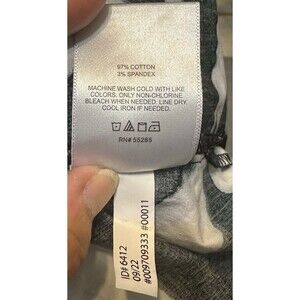 97% COTTON
3% SPANDEX
MACHINE WASH COLD WITH LIKE
COLORS. ONLY NON-CHLORINE
BLEACH WHEN NEEDED. LINE DRY
COOL IRON IF NEEDED.
RN# 55285
ID# 6412
09/22
#009709333 #00011